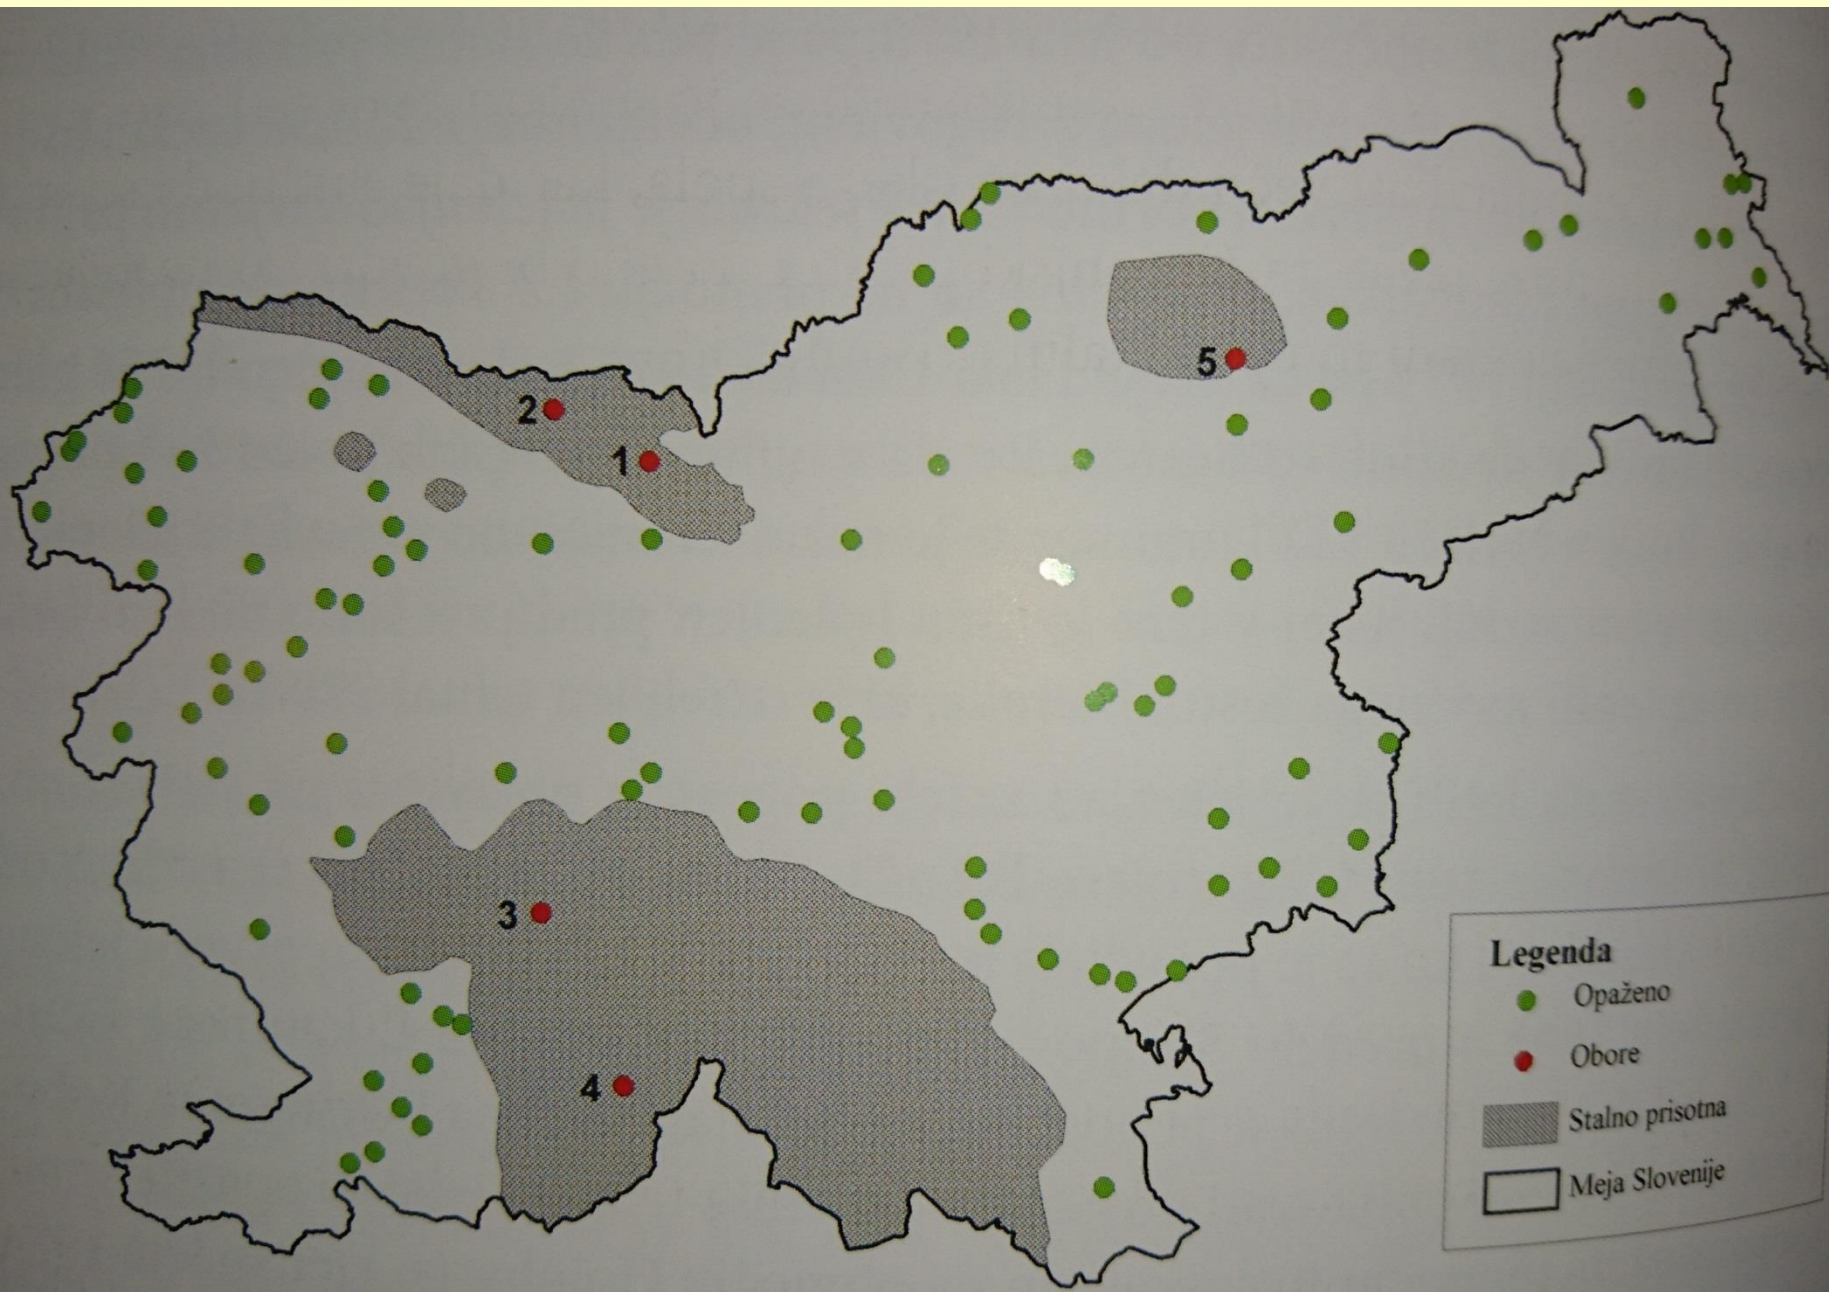 5
2
1
3
4
Legenda
Opaženo
Obore
Stalno prisotna
Meja Slovenije